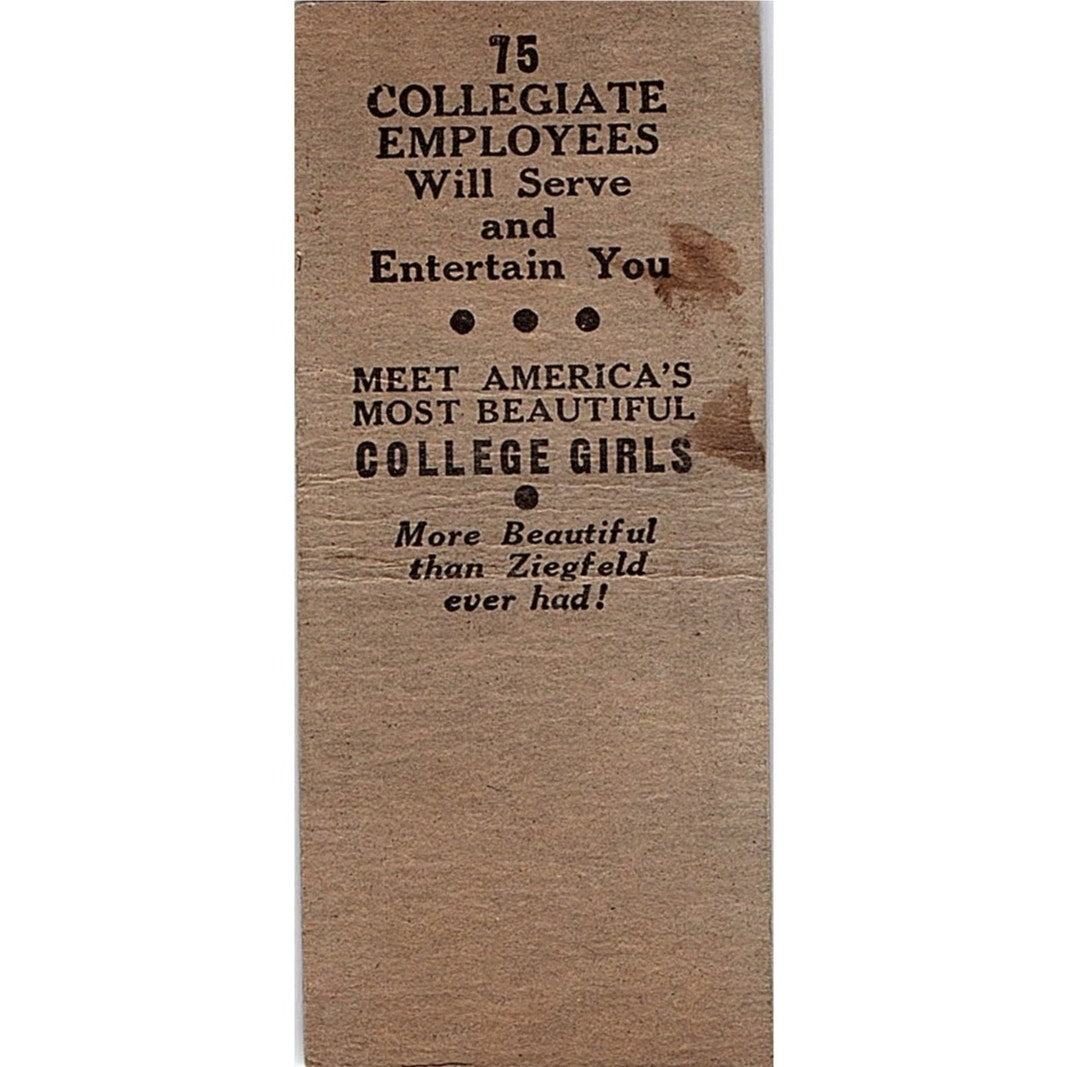 75
COLLEGIATE
EMPLOYEES
Will Serve
and
Entertain You
MEET AMERICA'S
MOST BEAUTIFUL
COLLEGE GIRLS
More Beautiful
than Ziegfeld
ever had!